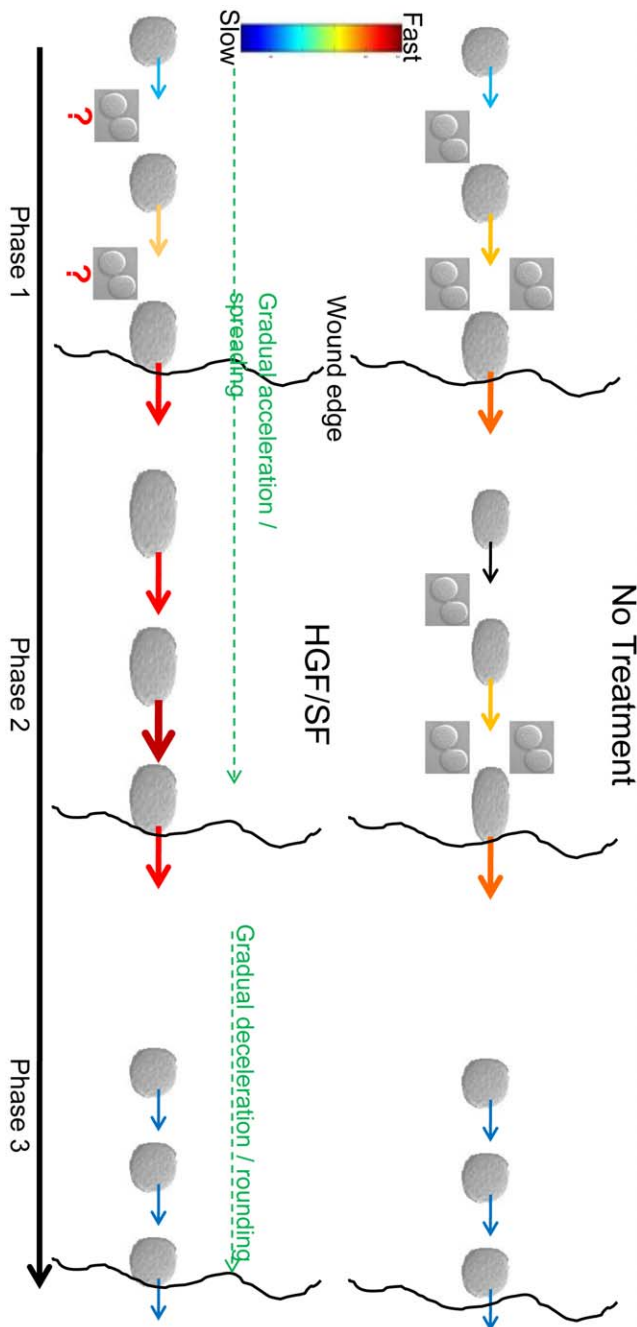 No Treatment
Fast
Slow
Wound edge
HGF/SF
Gradual acceleration /
spreading
Gradual deceleration / rounding
?
?
Phase 1
Phase 2
Phase 3